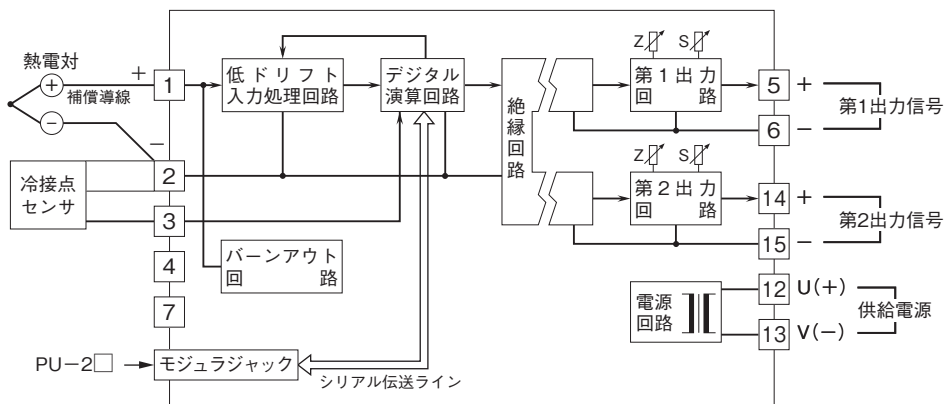 熱電対
+
補償導線
+
1
−
−
2
冷接点
センサ
3
4
7
低ドリフト
入力処理回路
デジタル
演算回路
バーンアウト
回 路
PU−2□
モジュラジャック
シリアル伝送ライン
絶縁回路
Z
S
第1出力
回 路
5
+
6
−
第1出力信号
Z
S
第2出力
回 路
14
+
15
−
第2出力信号
電源
回路
12
U(+)
13
V(−)
供給電源